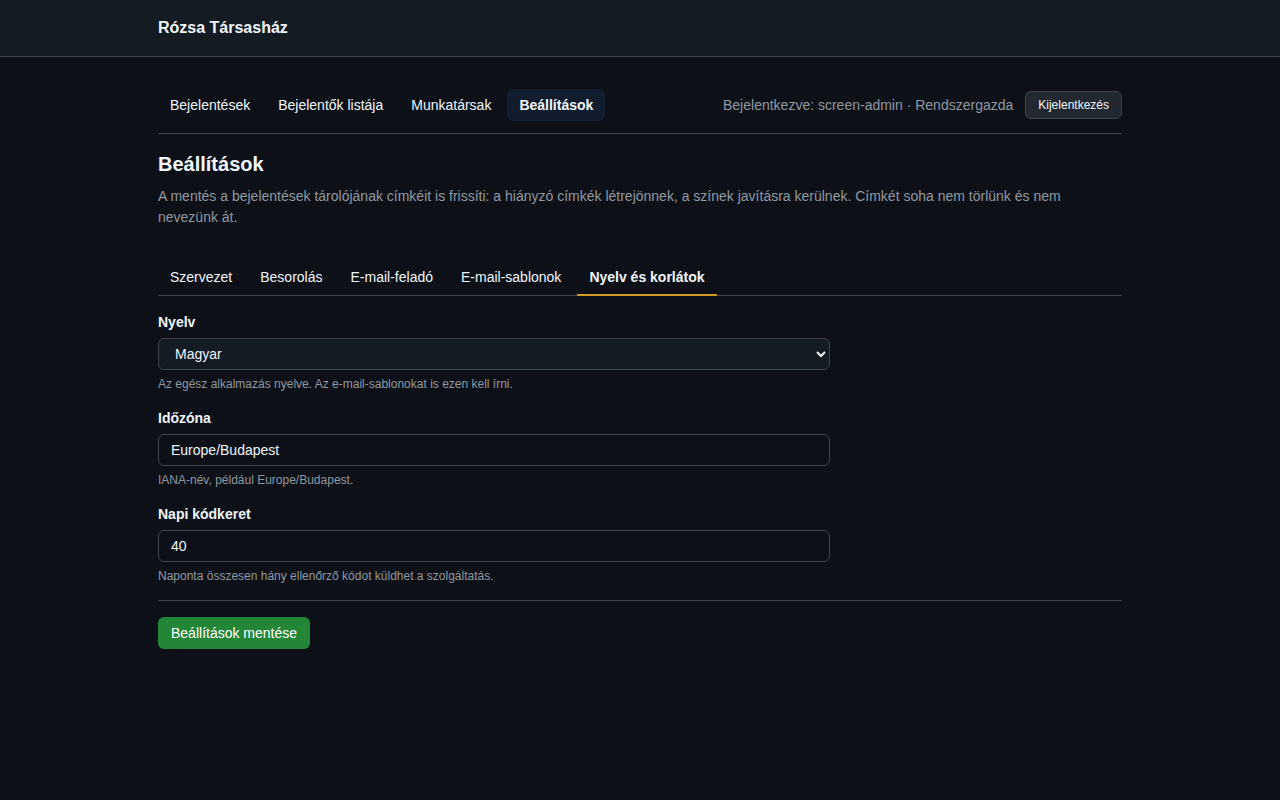 Rózsa Társasház
Bejelentések Bejelentők listája Munkatársak Beállítások Bejelentkezve: screen-admin · Rendszergazda Kijelentkezés
Beállítások
A mentés a bejelentések tárolójának címkéit is frissíti: a hiányzó címkék létrejönnek, a színek javításra kerülnek. Címkét soha nem törlünk és nem
nevezünk át.
Szervezet Besorolás E-mail-feladó E-mail-sablonok Nyelv és korlátok
Nyelv
Magyar
Az egész alkalmazás nyelve. Az e-mail-sablonokat is ezen kell írni.
Időzóna
Europe/Budapest
IANA-név, például Europe/Budapest.
Napi kódkeret
40
Naponta összesen hány ellenőrző kódot küldhet a szolgáltatás.
Beállítások mentése